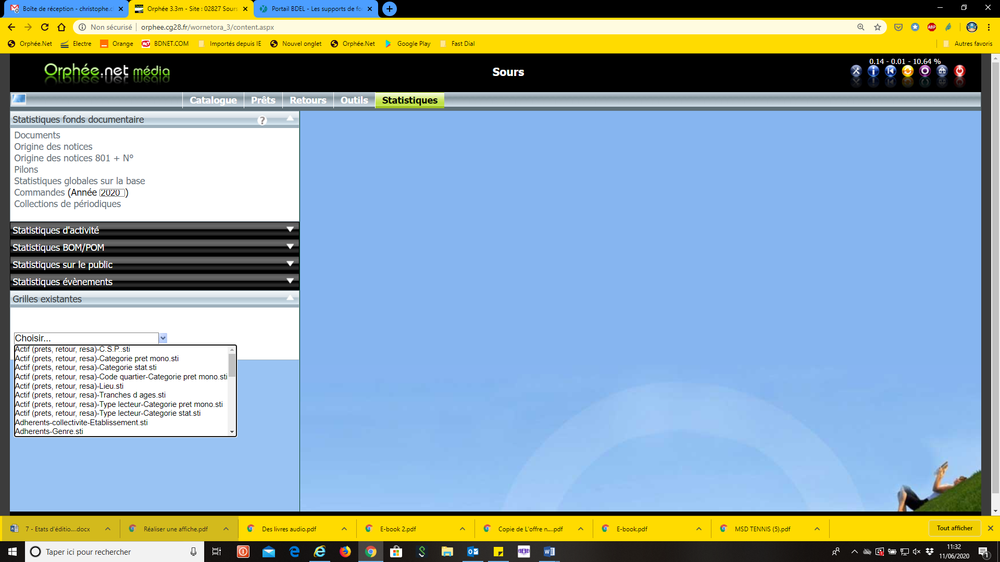 Boîte de réception - christophe.c
Orphée 3.3m - Site : 02827 Sours
Portail BDEL - Les supports de fo
Non sécurisé
orphee.cg28.fr/wornetora_3/content.aspx
ABP
Orphée.Net
Electre
Orange
BDNET.COM
Importés depuis IE
Nouvel onglet
Orphée.Net
Google Play
Fast Dial
Autres favoris
Orphée.net média
Sours
0.14 - 0.01 - 10.64 %
Catalogue
Prêts
Retours
Outils
Statistiques
Statistiques fonds documentaire
?
Documents
Origine des notices
Origine des notices 801 + N°
Pilons
Statistiques globales sur la base
Commandes (Année 2020)
Collections de périodiques
Statistiques d'activité
Statistiques BOM/POM
Statistiques sur le public
Statistiques évènements
Grilles existantes
Choisir...
Actif (prets, retour, resa)-C.S.P..sti
Actif (prets, retour, resa)-Categorie pret mono.sti
Actif (prets, retour, resa)-Categorie stat.sti
Actif (prets, retour, resa)-Code quartier-Categorie pret mono.sti
Actif (prets, retour, resa)-Lieu.sti
Actif (prets, retour, resa)-Tranches d ages.sti
Actif (prets, retour, resa)-Type lecteur-Categorie pret mono.sti
Actif (prets, retour, resa)-Type lecteur-Categorie stat.sti
Adherents-collectivite-Etablissement.sti
Adherents-Genre.sti
7 - Etats d'éditio....docx
Réaliser une affiche.pdf
Des livres audio.pdf
E-book 2.pdf
Copie de L'offre n....pdf
E-book.pdf
MSD TENNIS (5).pdf
Tout afficher
Taper ici pour rechercher
11:32
11/06/2020
1